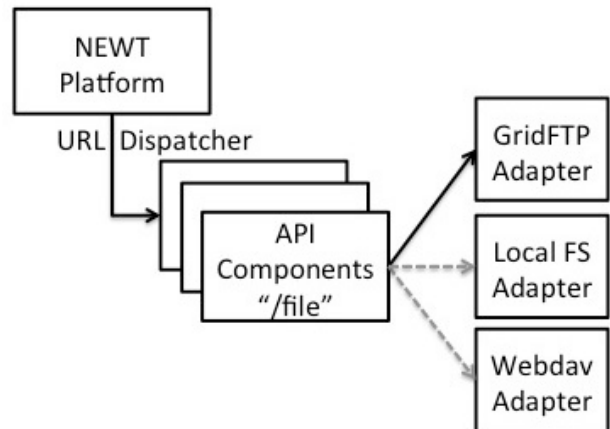 NEWT
Platform
URL Dispatcher
API
Components
“/file”
GridFTP
Adapter
Local FS
Adapter
Webdav
Adapter